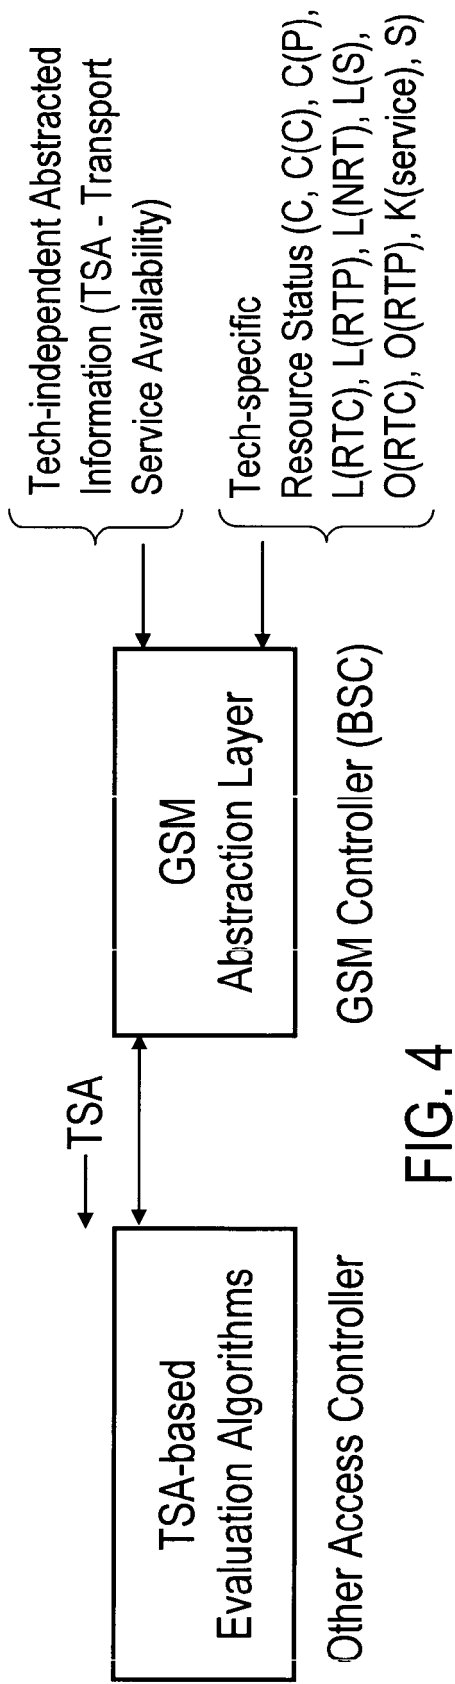 TSA-based
Evaluation Algorithms
Other Access Controller
TSA
GSM
Abstraction Layer
GSM Controller (BSC)
Tech-independent Abstracted
Information (TSA - Transport
Service Availability)
Tech-specific
Resource Status (C, C(C), C(P),
L(RTC), L(RTP), L(NRT), L(S),
O(RTC), O(RTP), K(service), S)
FIG. 4